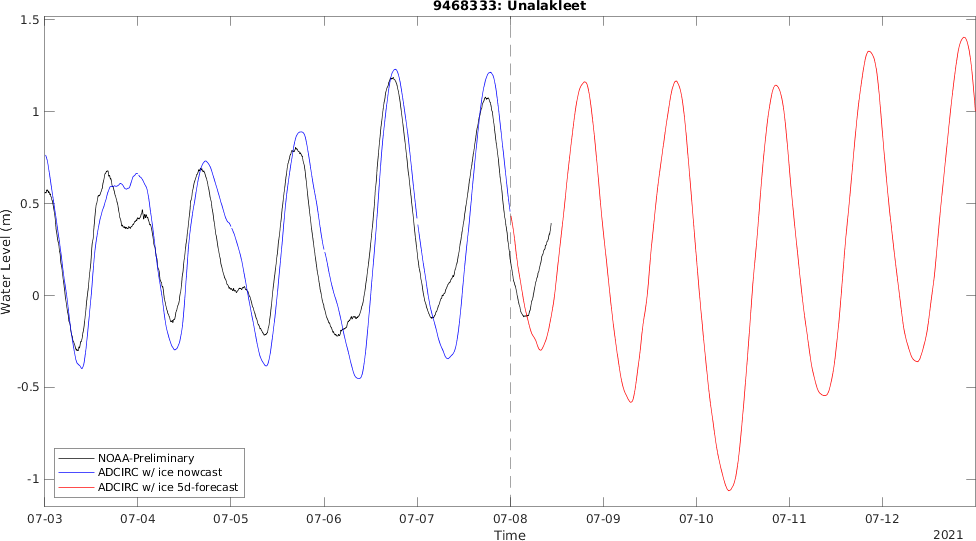 9468333: Unalakleet
Water Level (m)
1.5
1
0.5
0
-0.5
-1
NOAA-Preliminary
ADCIRC w/ ice nowcast
ADCIRC w/ ice 5d-forecast
07-03 07-04 07-05 07-06 07-07 07-08 07-09 07-10 07-11 07-12
Time
2021